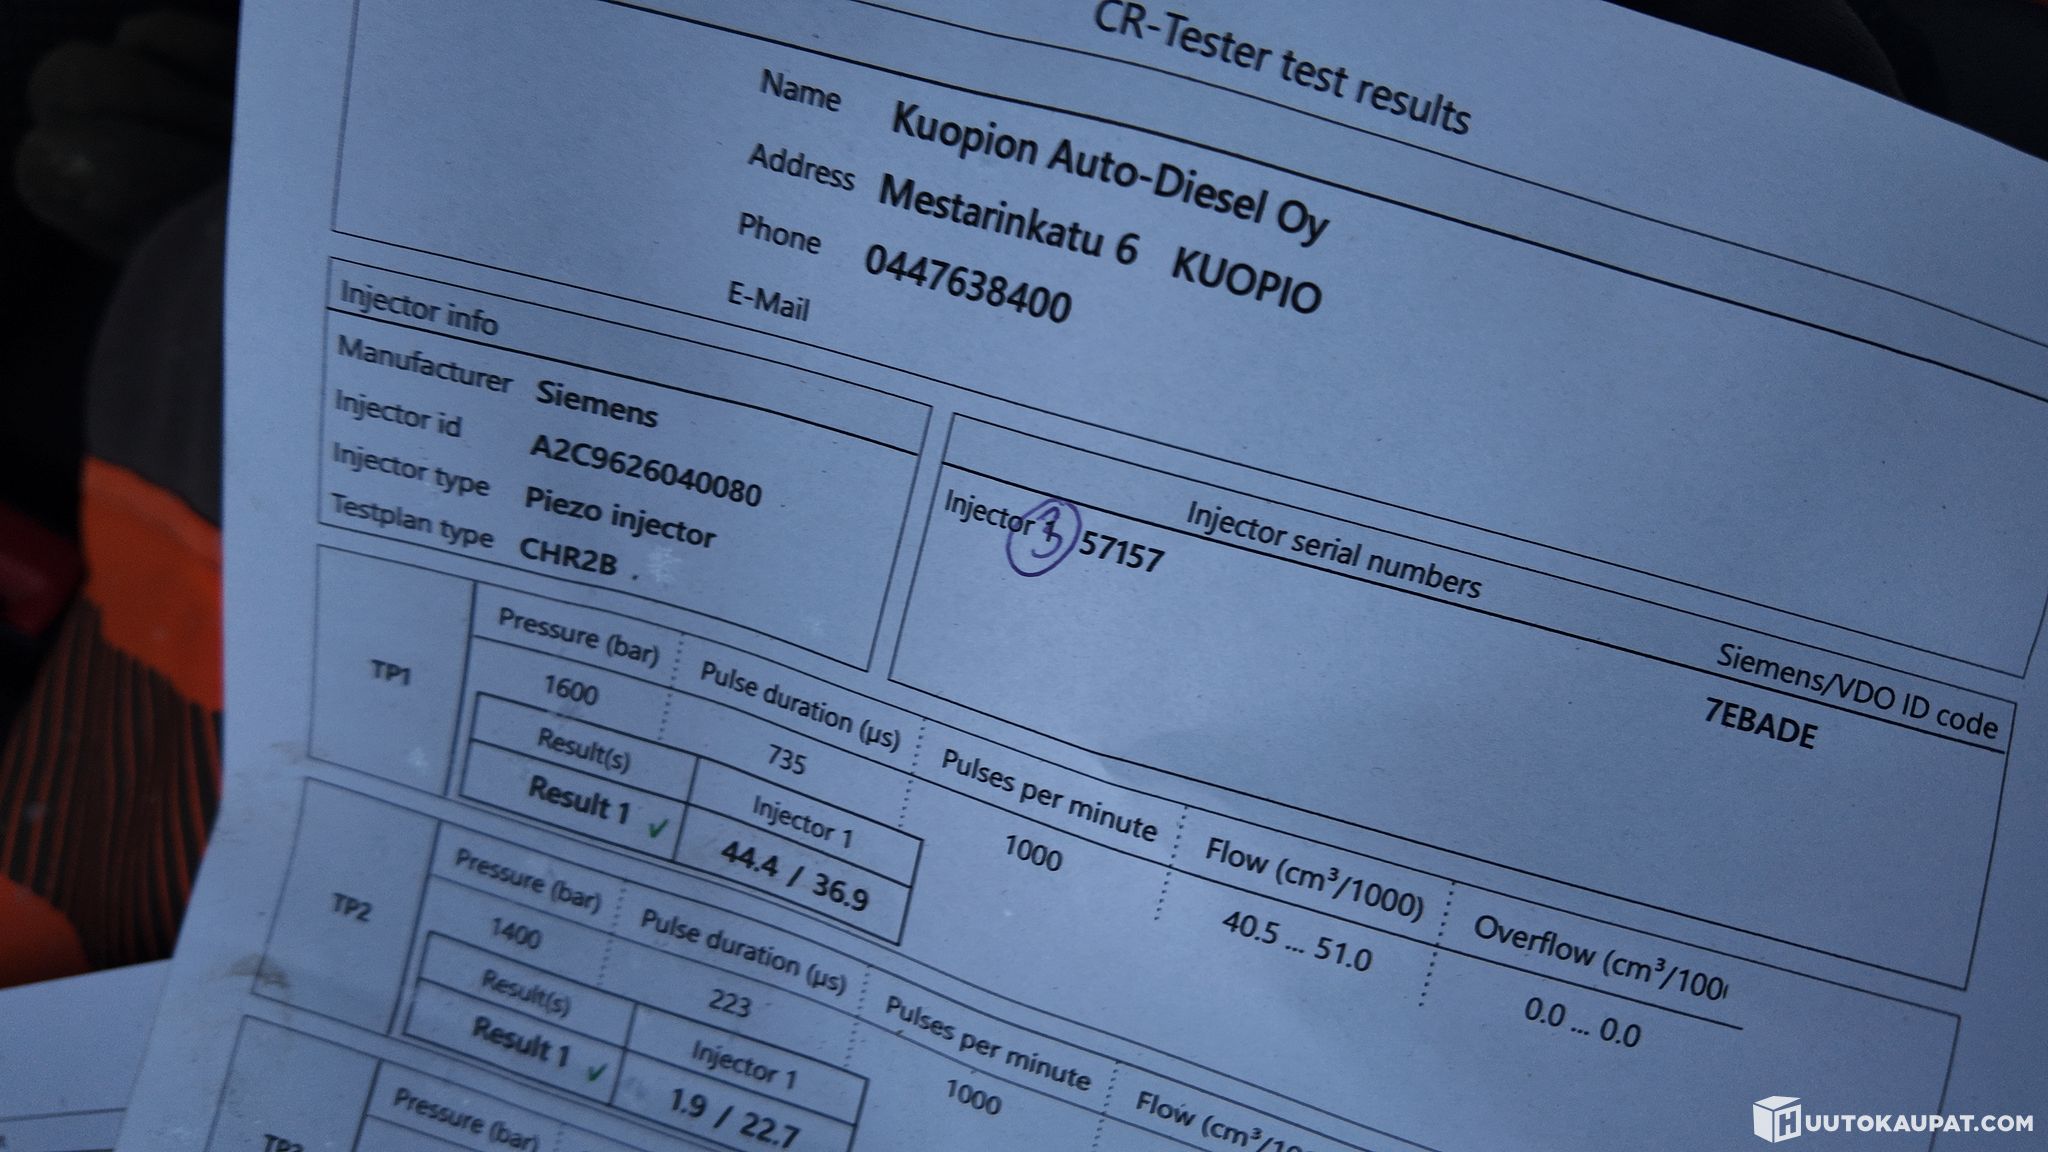 CR-Tester test results
Name Kuopion Auto-Diesel Oy
Address Mestarinkatu 6 KUOPIO
Phone 0447638400
E-Mail
Injector info
Manufacturer Siemens
Injector id A2C9626040080
Injector type Piezo injector
Testplan type CHR2B .
Injector serial numbers Siemens/VDO ID code
Injector 3 57157 7EBADE
TP1
Pressure (bar) Pulse duration (µs) Pulses per minute Flow (cm³/1000) Overflow (cm³/100
1600 735 1000 40.5 ... 51.0 0.0 ... 0.0
Result(s) Injector 1
Result 1 ✓ 44.4 / 36.9
TP2
Pressure (bar) Pulse duration (µs) Pulses per minute Flow (cm³/1
1400 223 1000
Result(s) Injector 1
Result 1 ✓ 1.9 / 22.7
Pressure (bar)
HUUTOKAUPAT.COM